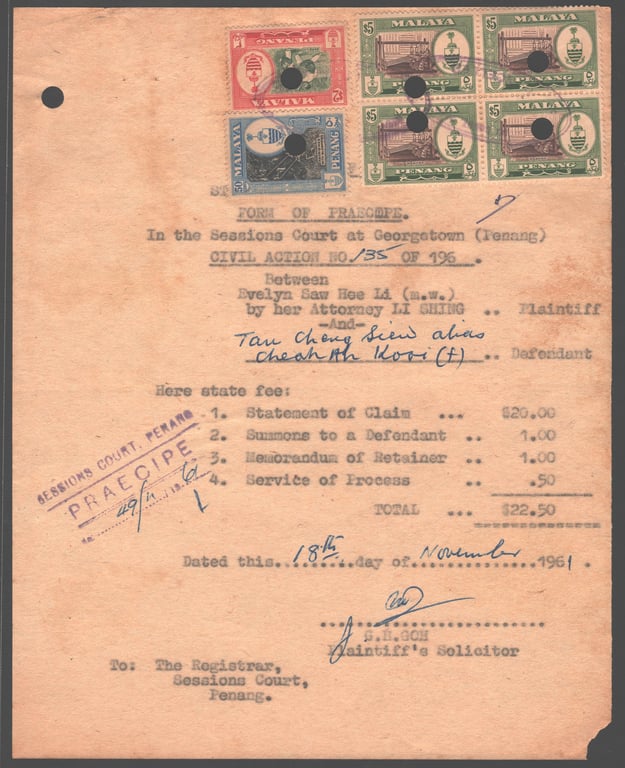 $5 MALAYA $5 MALAYA
PENANG PENANG
$2 PENANG MALAYA
$5 MALAYA $5 MALAYA
PENANG PENANG
50 MALAYA PENANG
ST
FORM OF PRAECIPE.
In the Sessions Court at Georgetown (Penang)
CIVIL ACTION NO. 135 OF 196 .
Between
Evelyn Saw Hee Li (m.w.)
by her Attorney LI SHING .. Plaintiff
-And-
Tan Cheng Siew alias
Cheah Ah Kooi (f) .. Defendant
Here state fee:
1. Statement of Claim ... $20.00
2. Summons to a Defendant .. 1.00
3. Memorandum of Retainer .. 1.00
4. Service of Process .. .50
TOTAL ... $22.50
SESSIONS COURT, PENANG
PRAECIPE
Dated this..18th..day of..November..1961.
S.B.GOH
Plaintiff's Solicitor
To: The Registrar,
Sessions Court,
Penang.